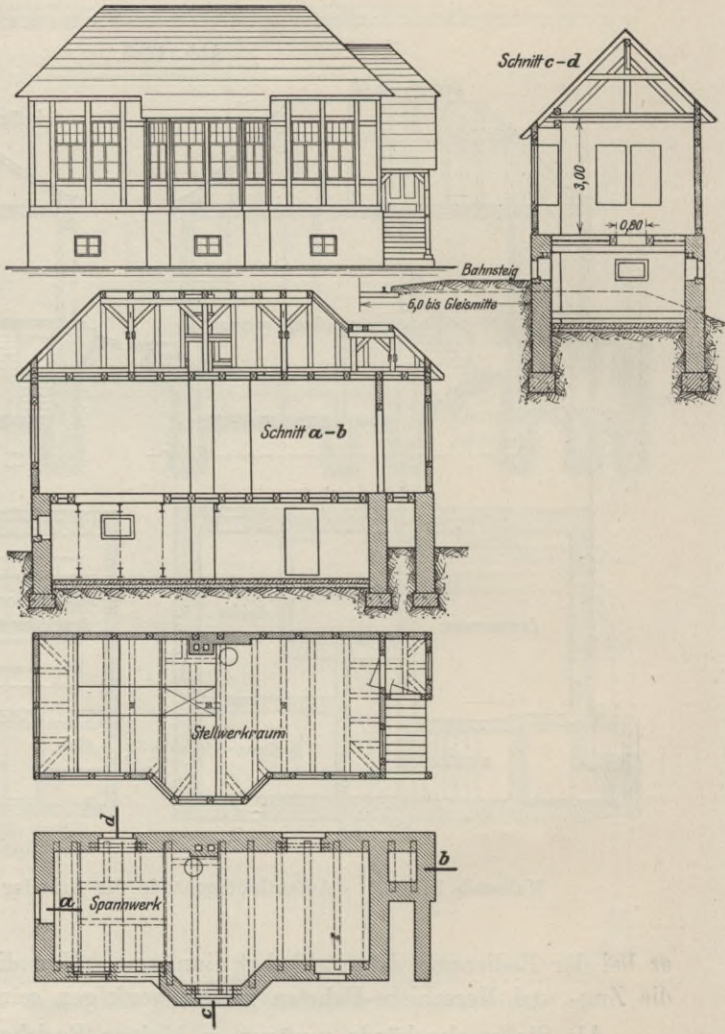 Schnitt c-d
3,00
0,80
Bahnsteig
6,0 bis Gleismitte
Schnitt a-b
Stellwerkraum
d
b
a Spannwerk
c